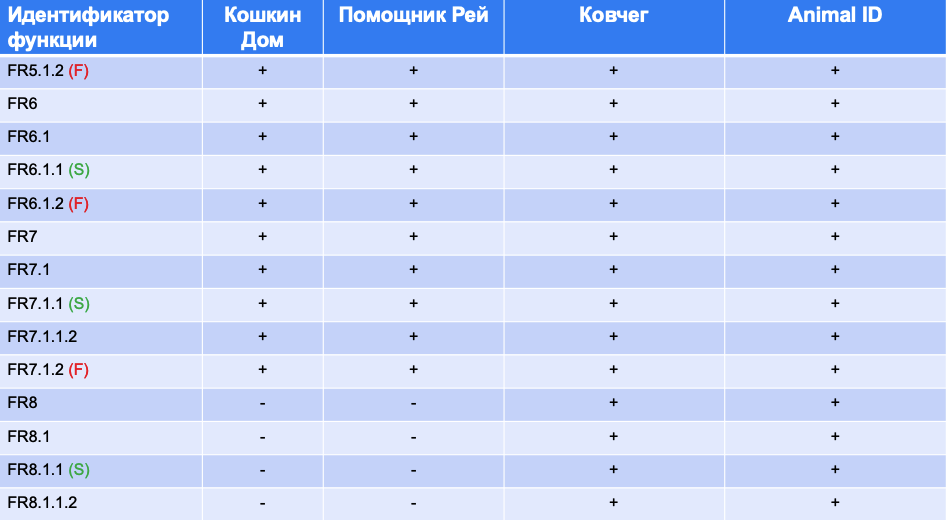 Идентификатор функции Кошкин Дом Помощник Рей Ковчег Animal ID
FR5.1.2 (F) + + + +
FR6 + + + +
FR6.1 + + + +
FR6.1.1 (S) + + + +
FR6.1.2 (F) + + + +
FR7 + + + +
FR7.1 + + + +
FR7.1.1 (S) + + + +
FR7.1.1.2 + + + +
FR7.1.2 (F) + + + +
FR8 - - + +
FR8.1 - - + +
FR8.1.1 (S) - - + +
FR8.1.1.2 - - + +